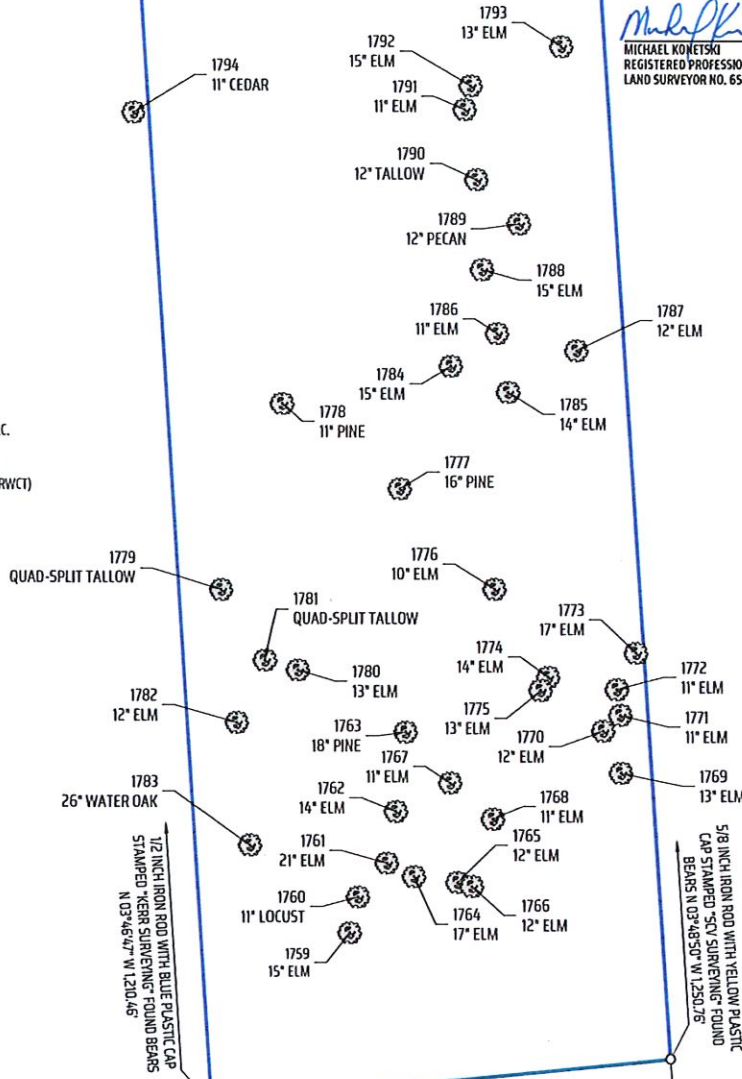 1793
13" ELM
MICHAEL KONETSKI
REGISTERED PROFESSIO
LAND SURVEYOR NO. 65
1792
15" ELM
1794
11" CEDAR
1791
11" ELM
1790
12" TALLOW
1789
12" PECAN
1788
15" ELM
1786
11" ELM
1787
12" ELM
1784
15" ELM
1785
14" ELM
1778
11" PINE
C.
1777
16" PINE
RWCT)
1779
QUAD-SPLIT TALLOW
1776
10" ELM
1781
QUAD-SPLIT TALLOW
1773
17" ELM
1774
14" ELM
1780
13" ELM
1772
11" ELM
1782
12" ELM
1775
13" ELM
1771
11" ELM
1763
18" PINE
1770
12" ELM
1767
11" ELM
1769
13" ELM
1783
26" WATER OAK
1762
14" ELM
1768
11" ELM
1765
12" ELM
1761
21" ELM
1760
11" LOCUST
1764
17" ELM
1766
12" ELM
1759
15" ELM
1/2 INCH IRON ROD WITH BLUE PLASTIC CAP
STAMPED "KERR SURVEYING" FOUND BEARS
N 03°46'47" W 1,210.46'
5/8 INCH IRON ROD WITH YELLOW PLASTIC
CAP STAMPED "SCV SURVEYING" FOUND
BEARS N 03°48'50" W 1,250.76'